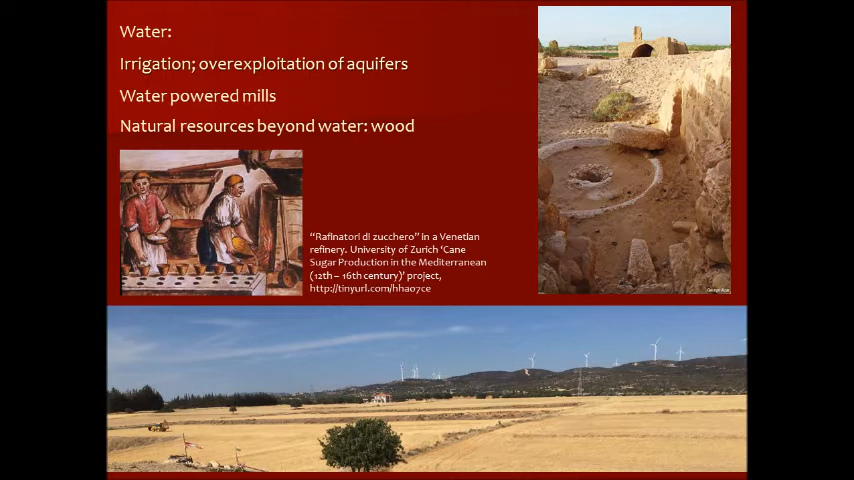 Water:
Irrigation; overexploitation of aquifers
Water powered mills
Natural resources beyond water: wood
“Rafinatori di zucchero” in a Venetian
refinery. University of Zurich ‘Cane
Sugar Production in the Mediterranean
(12th – 16th century)’ project,
http://tinyurl.com/hha07ce